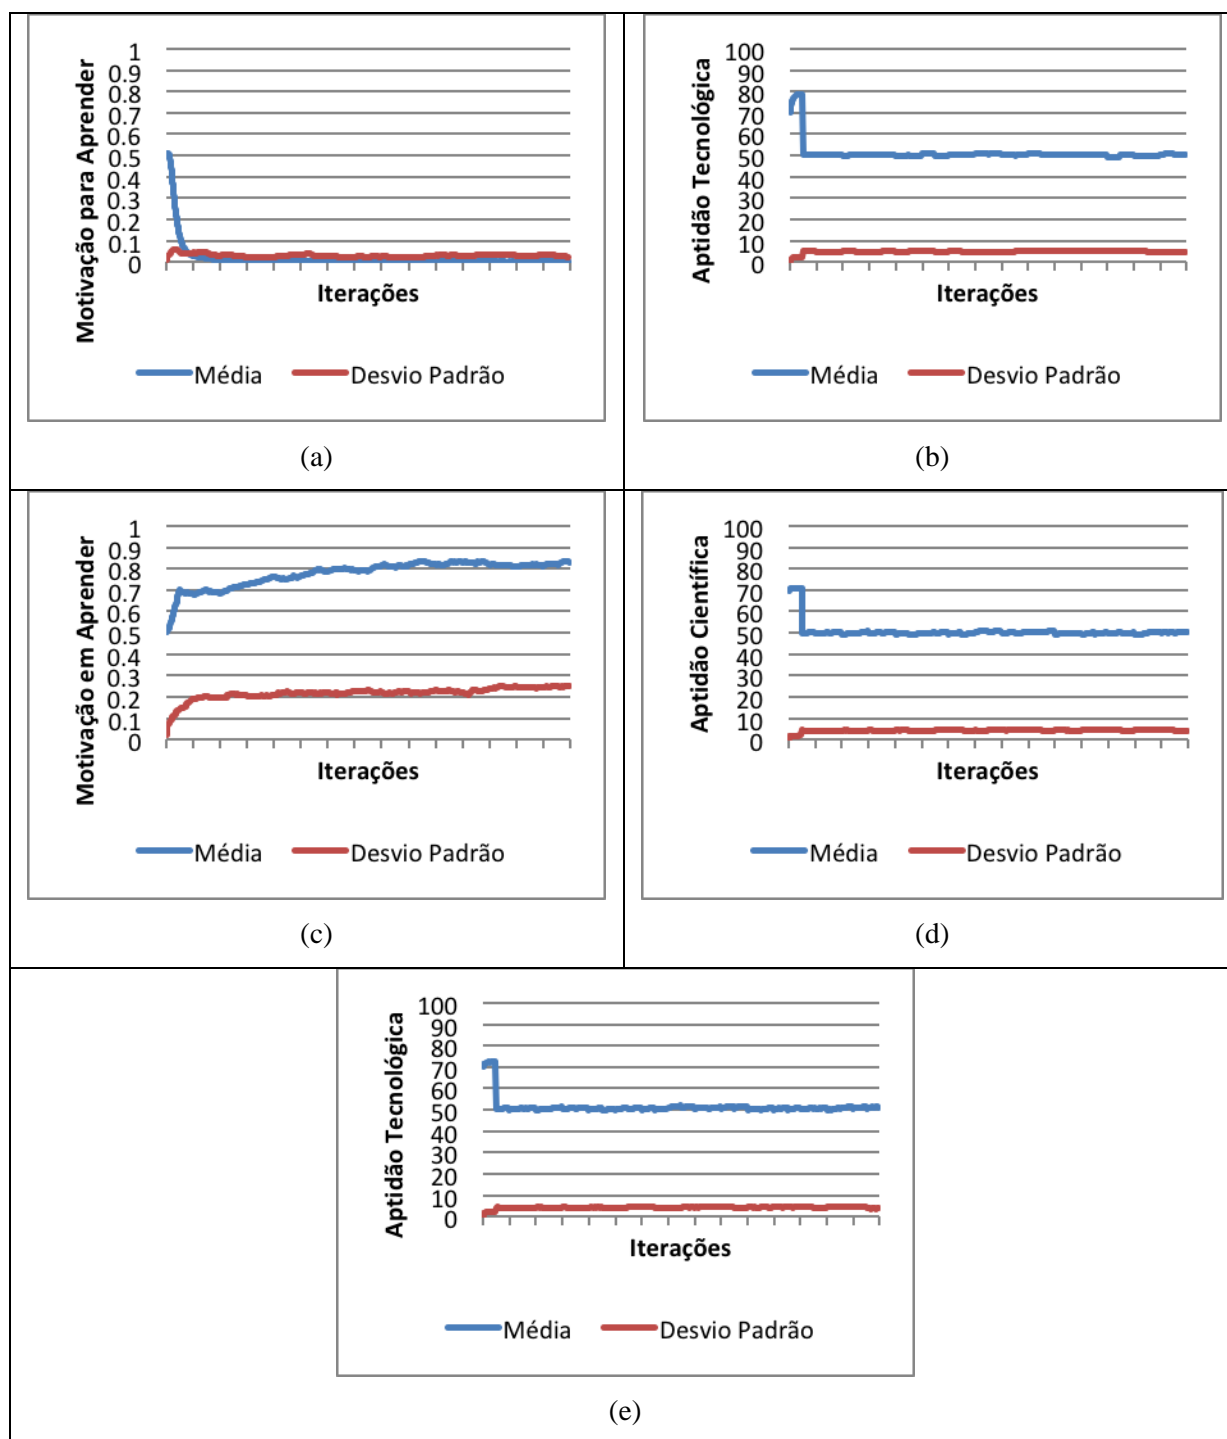 Motivação para Aprender
1
0.9
0.8
0.7
0.6
0.5
0.4
0.3
0.2
0.1
0
Iterações
Média Desvio Padrão
(a)
Aptidão Tecnológica
100
90
80
70
60
50
40
30
20
10
0
Iterações
Média Desvio Padrão
(b)
Motivação em Aprender
1
0.9
0.8
0.7
0.6
0.5
0.4
0.3
0.2
0.1
0
Iterações
Média Desvio Padrão
(c)
Aptidão Científica
100
90
80
70
60
50
40
30
20
10
0
Iterações
Média Desvio Padrão
(d)
Aptidão Tecnológica
100
90
80
70
60
50
40
30
20
10
0
Iterações
Média Desvio Padrão
(e)